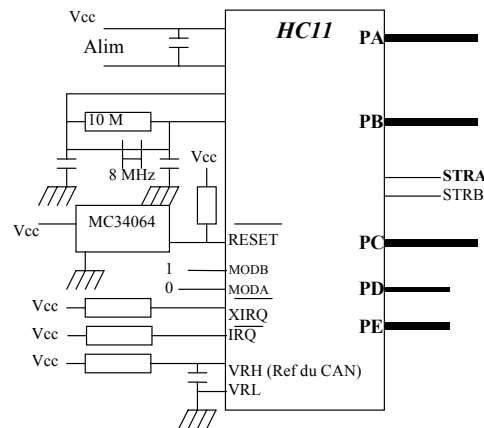 Vcc
HC11
Alim
PA
10 M
PB
8 MHz
Vcc
STRA
STRB
MC34064
Vcc
RESET
PC
1
MODB
0
MODA
PD
Vcc
XIRQ
PE
Vcc
IRQ
Vcc
VRH (Ref du CAN)
VRL